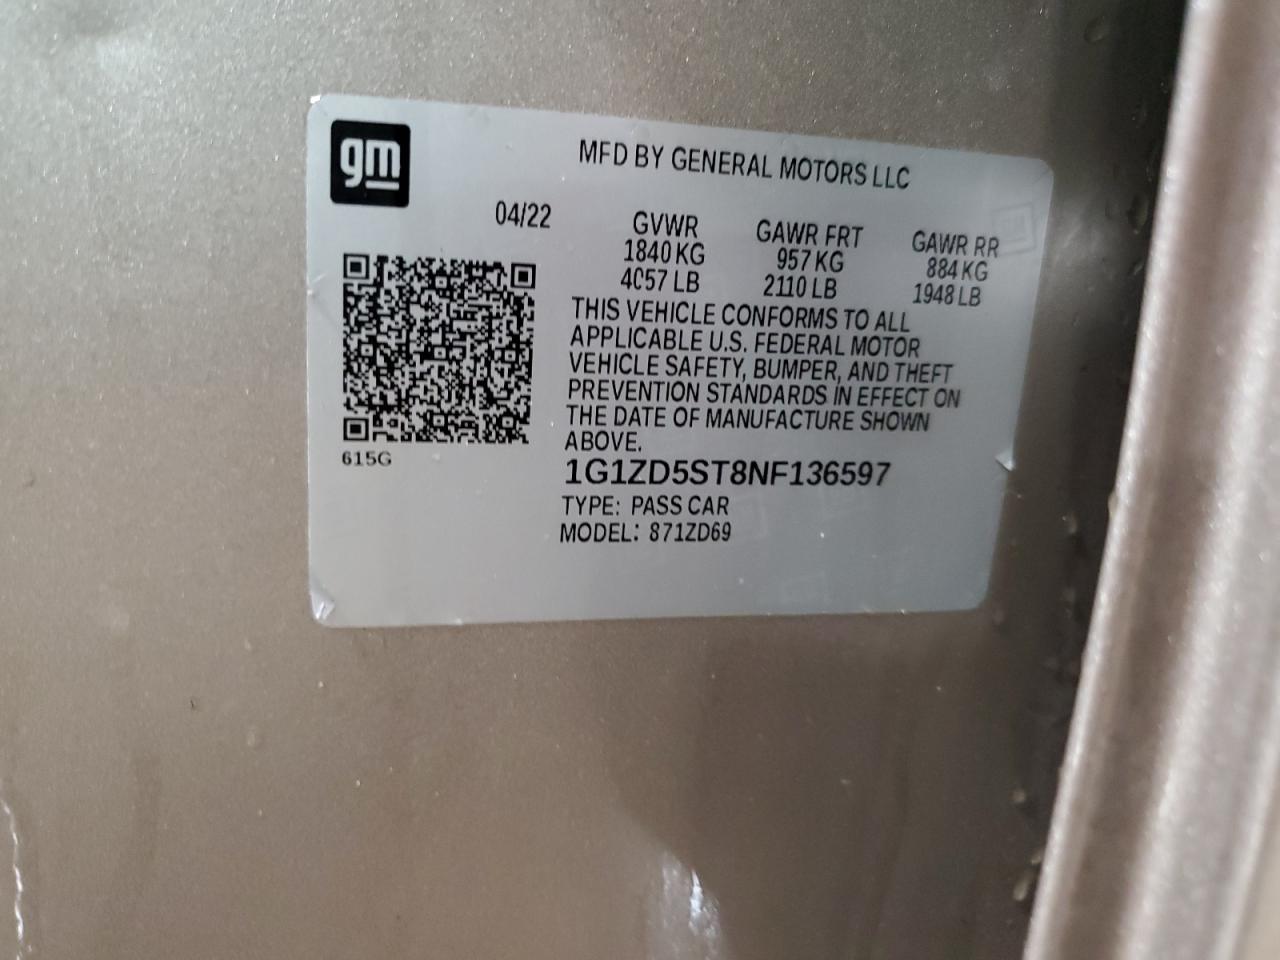 gm
MFD BY GENERAL MOTORS LLC
04/22
GVWR GAWR FRT GAWR RR
1840 KG 957 KG 884 KG
4057 LB 2110 LB 1948 LB
THIS VEHICLE CONFORMS TO ALL
APPLICABLE U.S. FEDERAL MOTOR
VEHICLE SAFETY, BUMPER, AND THEFT
PREVENTION STANDARDS IN EFFECT ON
THE DATE OF MANUFACTURE SHOWN
ABOVE.
615G
1G1ZD5ST8NF136597
TYPE: PASS CAR
MODEL: 871ZD69